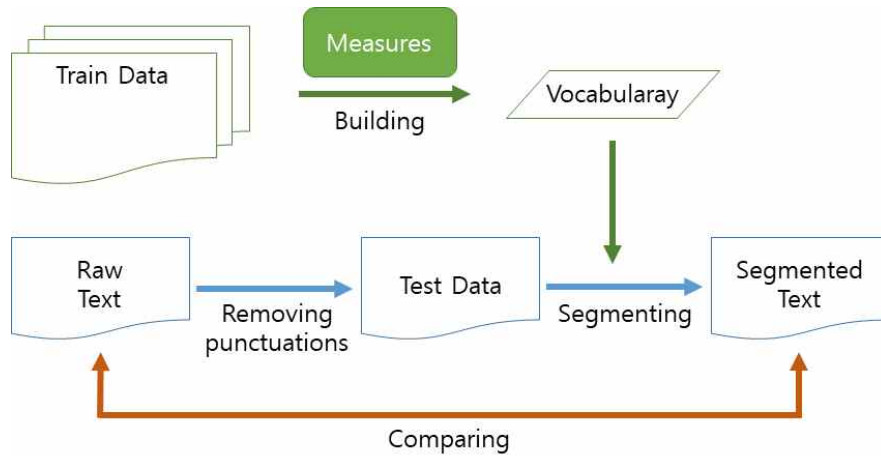 Measures
Train Data
Building
Vocabularay
Raw
Text
Removing
punctuations
Test Data
Segmenting
Segmented
Text
Comparing